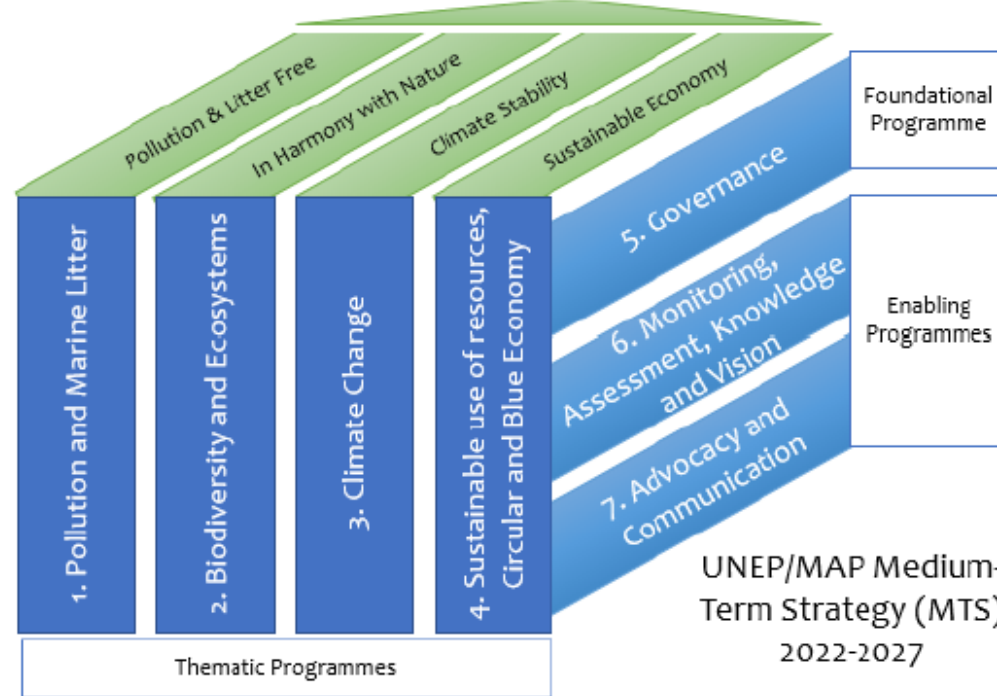 Pollution & Litter Free
In Harmony with Nature
Climate Stability
Sustainable Economy
1. Pollution and Marine Litter
2. Biodiversity and Ecosystems
3. Climate Change
4. Sustainable use of resources,
Circular and Blue Economy
5. Governance
6. Monitoring,
Assessment, Knowledge
and Vision
7. Advocacy and
Communication
Foundational
Programme
Enabling
Programmes
Thematic Programmes
UNEP/MAP Medium-
Term Strategy (MTS)
2022-2027